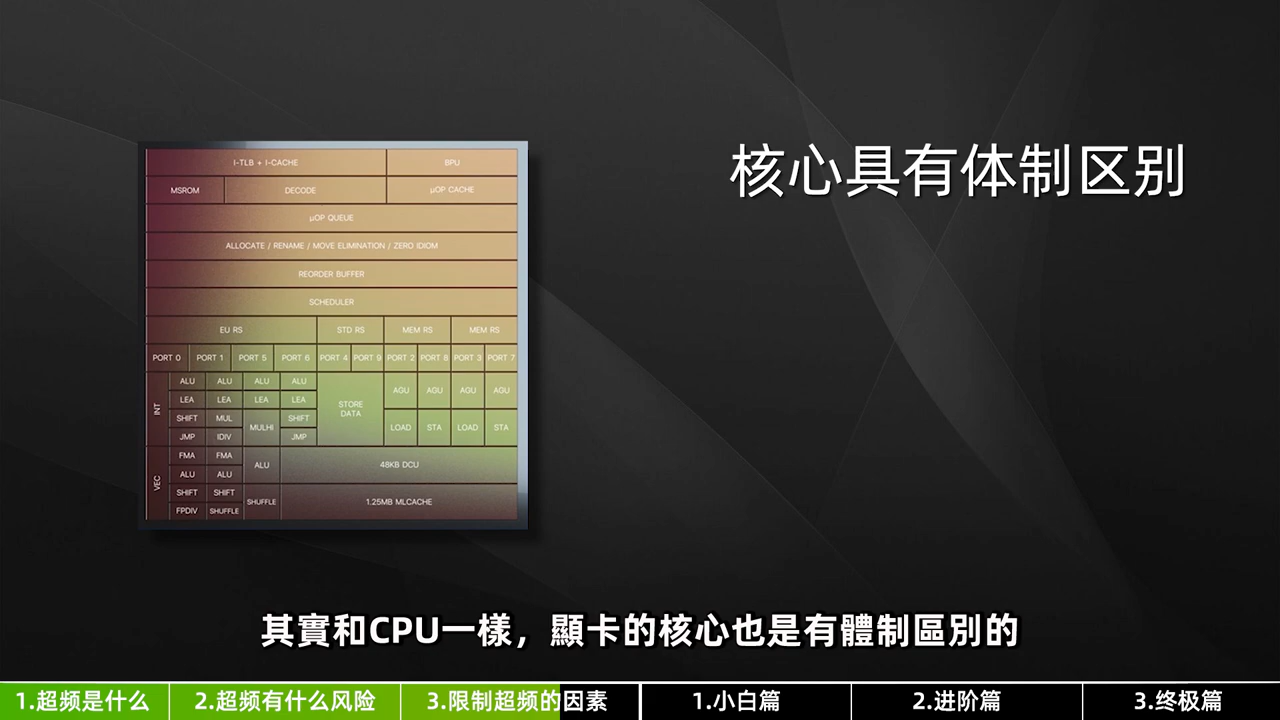 核心具有体制区别
I-TLB + I-CACHE
BPU
MSROM
DECODE
μOP CACHE
μOP QUEUE
ALLOCATE / RENAME / MOVE ELIMINATION / ZERO IDIOM
REORDER BUFFER
SCHEDULER
EU RS
STD RS
MEM RS
MEM RS
PORT 0
PORT 1
PORT 5
PORT 6
PORT 4
PORT 9
PORT 2
PORT 8
PORT 3
PORT 7
INT
ALU
ALU
ALU
ALU
LEA
LEA
LEA
LEA
SHIFT
MUL
MULHI
SHIFT
JMP
IDIV
JMP
STORE
DATA
AGU
AGU
AGU
AGU
LOAD
STA
LOAD
STA
VEC
FMA
FMA
ALU
ALU
ALU
SHIFT
SHIFT
SHUFFLE
FPDIV
SHUFFLE
48KB DCU
1.25MB MLCACHE
其實和CPU一樣，顯卡的核心也是有體制區別的
1.超频是什么
2.超频有什么风险
3.限制超频的因素
1.小白篇
2.进阶篇
3.终极篇